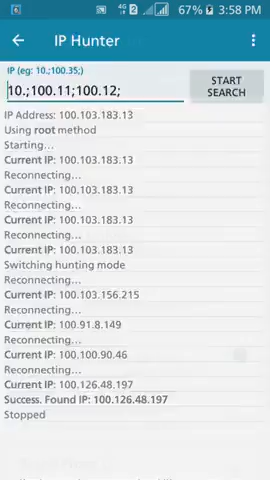 4G 2 67% 3:58 PM
IP Hunter
IP (eg: 10.;100.35;)
10.;100.11;100.12;
START SEARCH
IP Address: 100.103.183.13
Using root method
Starting...
Current IP: 100.103.183.13
Reconnecting...
Current IP: 100.103.183.13
Reconnecting...
Current IP: 100.103.183.13
Reconnecting...
Current IP: 100.103.183.13
Switching hunting mode
Reconnecting...
Current IP: 100.103.156.215
Reconnecting...
Current IP: 100.91.8.149
Reconnecting...
Current IP: 100.100.90.46
Reconnecting...
Current IP: 100.126.48.197
Success. Found IP: 100.126.48.197
Stopped